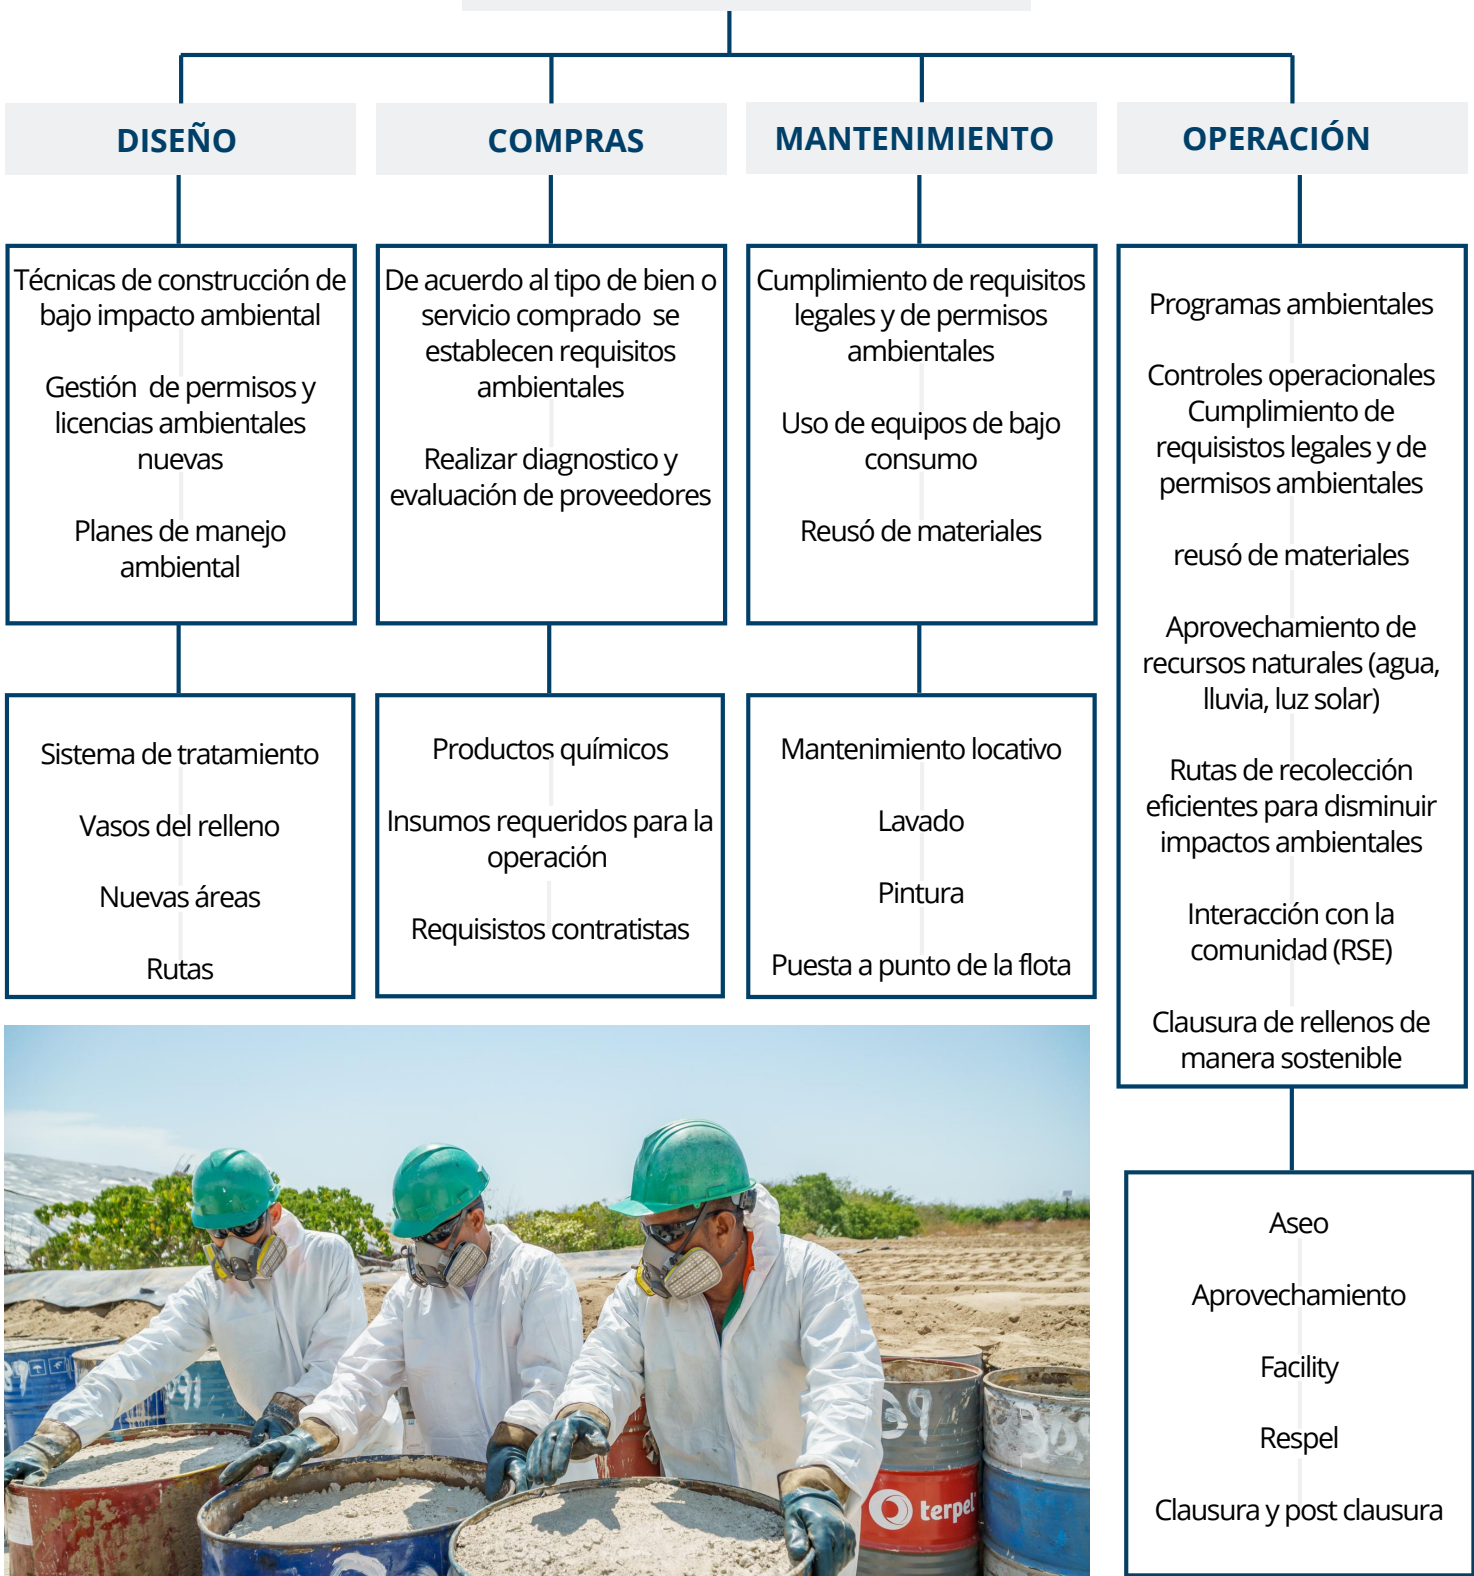 DISEÑO
COMPRAS
MANTENIMIENTO
OPERACIÓN
Técnicas de construcción de
bajo impacto ambiental
Gestión  de permisos y
licencias ambientales
nuevas
Planes de manejo
ambiental
De acuerdo al tipo de bien o
servicio comprado  se
establecen requisitos
ambientales
Realizar diagnostico y
evaluación de proveedores
Cumplimiento de requisitos
legales y de permisos
ambientales
Uso de equipos de bajo
consumo
Reusó de materiales
Programas ambientales
Controles operacionales
Cumplimiento de
requisistos legales y de
permisos ambientales
reusó de materiales
Aprovechamiento de
recursos naturales (agua,
lluvia, luz solar)
Rutas de recolección
eficientes para disminuir
impactos ambientales
Interacción con la
comunidad (RSE)
Clausura de rellenos de
manera sostenible
Sistema de tratamiento
Vasos del relleno
Nuevas áreas
Rutas
Productos químicos
Insumos requeridos para la
operación
Requisistos contratistas
Mantenimiento locativo
Lavado
Pintura
Puesta a punto de la flota
Aseo
Aprovechamiento
Facility
Respel
Clausura y post clausura
terpel